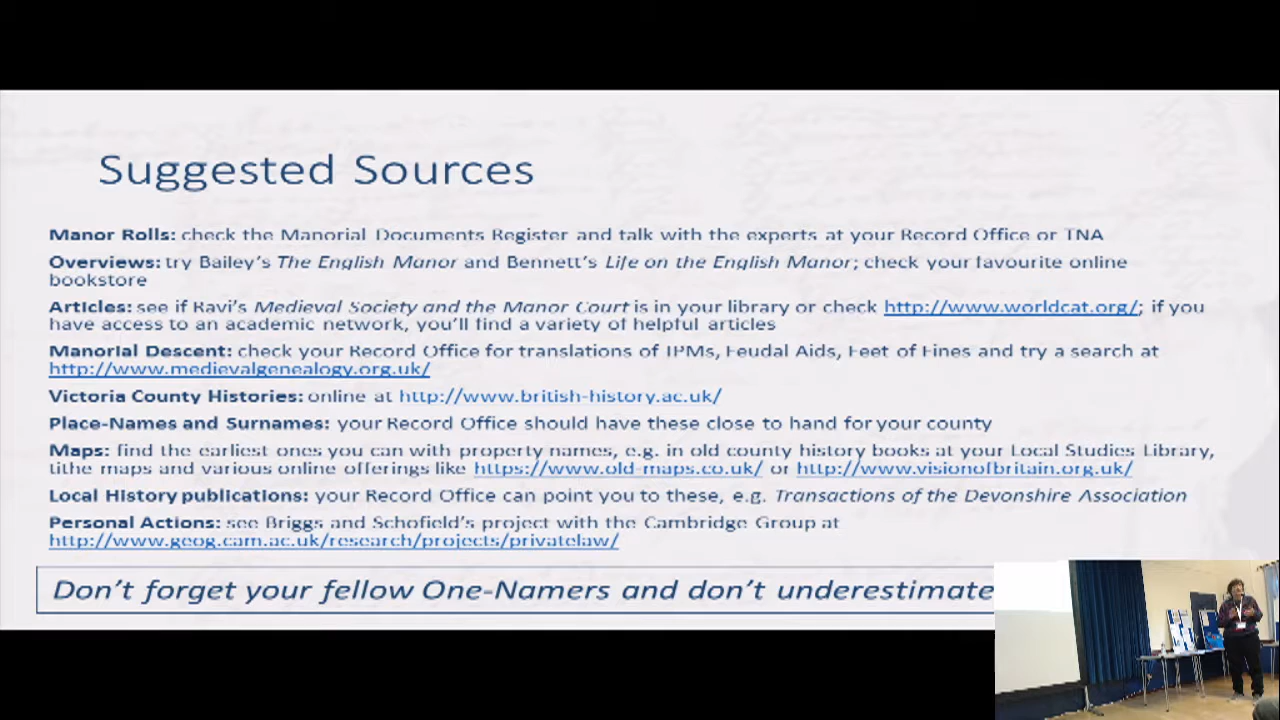 Suggested Sources
Manor Rolls: check the Manorial Documents Register and talk with the experts at your Record Office or TNA
Overviews: try Bailey's The English Manor and Bennett's Life on the English Manor; check your favourite online
bookstore
Articles: see if Ravi's Medieval Society and the Manor Court is in your library or check http://www.worldcat.org/; if you
have access to an academic network, you'll find a variety of helpful articles
Manorial Descent: check your Record Office for translations of IPMs, Feudal Aids, Feet of Fines and try a search at
http://www.medievalgenealogy.org.uk/
Victoria County Histories: online at http://www.british-history.ac.uk/
Place-Names and Surnames: your Record Office should have these close to hand for your county
Maps: find the earliest ones you can with property names, e.g. in old county history books at your Local Studies Library,
tithe maps and various online offerings like https://www.old-maps.co.uk/ or http://www.visionofbritain.org.uk/
Local History publications: your Record Office can point you to these, e.g. Transactions of the Devonshire Association
Personal Actions: see Briggs and Schofield's project with the Cambridge Group at
http://www.geog.cam.ac.uk/research/projects/privatelaw/
Don't forget your fellow One-Namers and don't underestimate